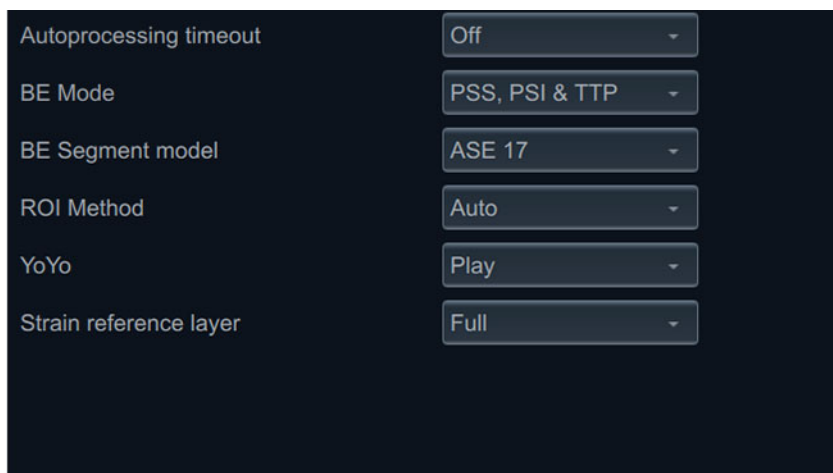 Autoprocessing timeout Off
BE Mode PSS, PSI & TTP
BE Segment model ASE 17
ROI Method Auto
YoYo Play
Strain reference layer Full